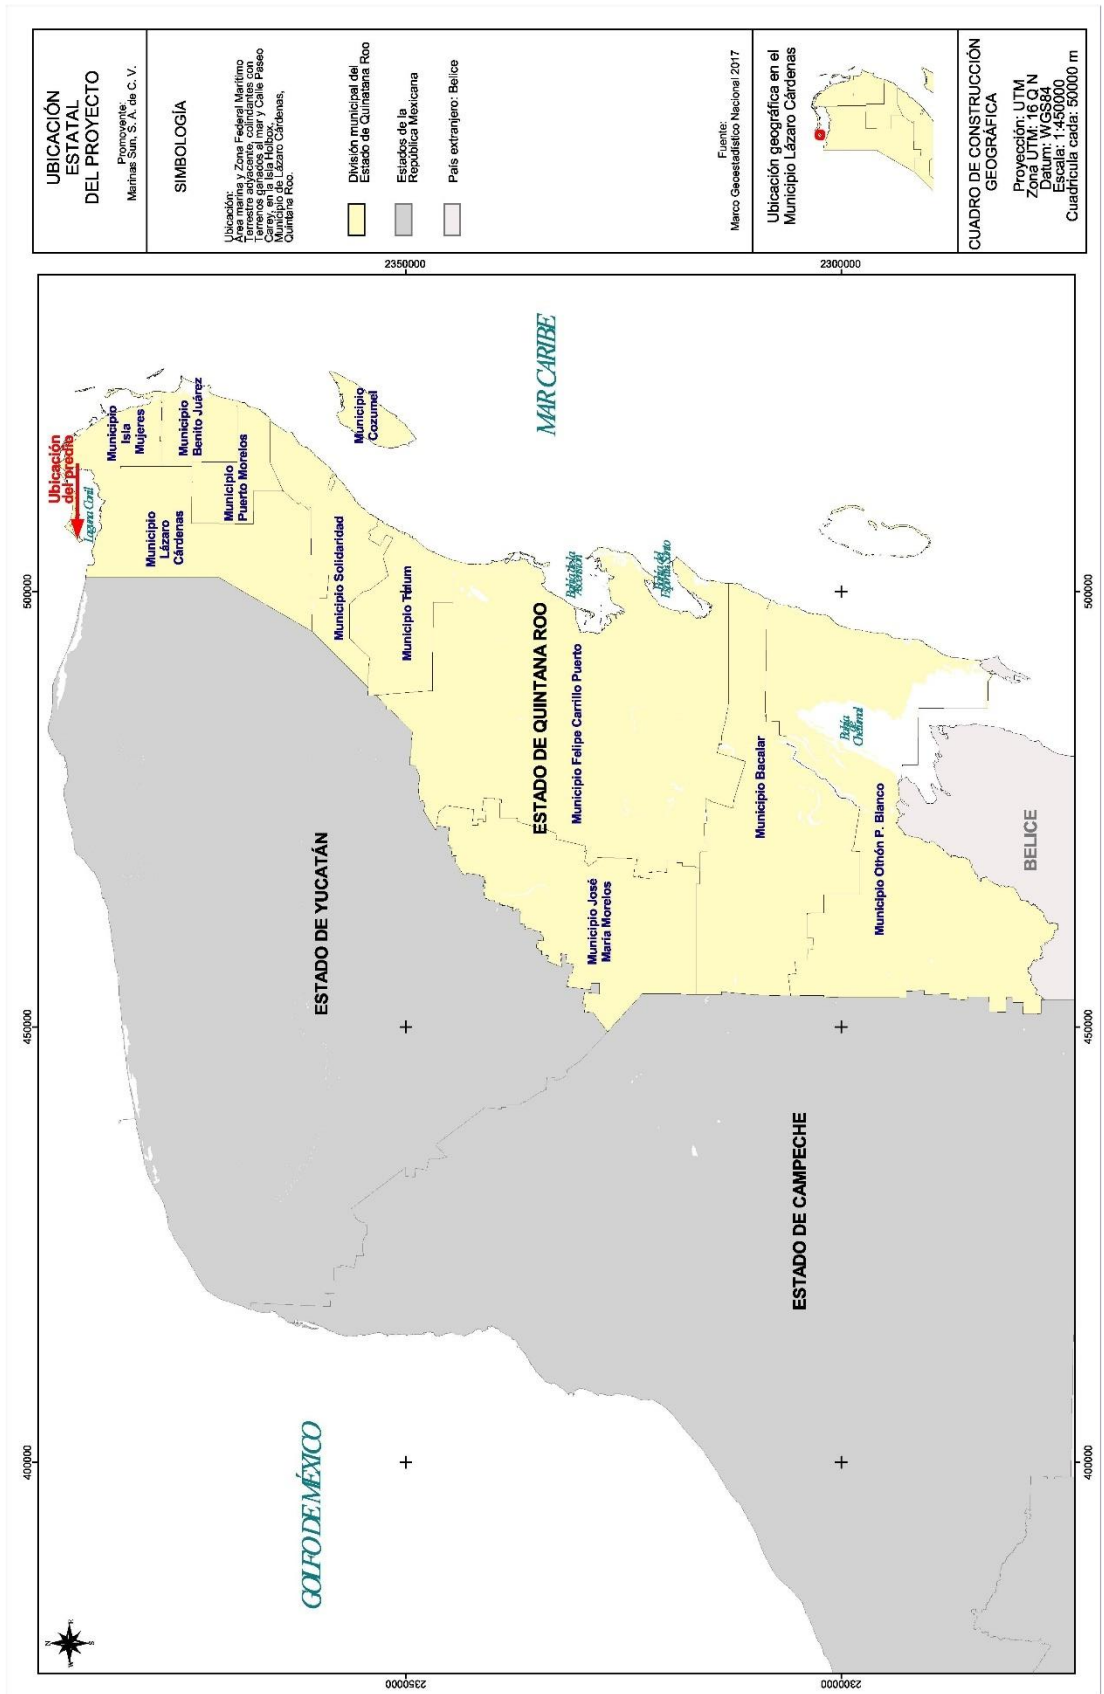 UBICACIÓN
ESTATAL
DEL PROYECTO
Promovente:
Marinas Sun, S. A. de C. V.
SIMBOLOGÍA
Ubicación:
Área marina y Zona Federal Marítimo
Terrestre adyacente, colindantes con
Terrenos ganados al mar y Calle Paseo
Carey, en la Isla Holbox,
Municipio de Lázaro Cárdenas,
Quintana Roo.
División municipal del
Estado de Quinatana Roo
Estados de la
República Mexicana
País extranjero: Belice
Fuente:
Marco Geoestadístico Nacional 2017
Ubicación geográfica en el
Municipio Lázaro Cárdenas
CUADRO DE CONSTRUCCIÓN
GEOGRÁFICA
Proyección: UTM
Zona UTM: 16 Q N
Datum: WGS84
Escala: 1:450000
Cuadrícula cada: 50000 m
400000
450000
500000
2350000
2300000
N
W
E
S
GOLFO DE MÉXICO
MAR CARIBE
Ubicación
del predio
Laguna Conil
Municipio
Isla
Mujeres
Municipio
Benito Juárez
Municipio
Lázaro
Cárdenas
Municipio
Puerto Morelos
Municipio
Cozumel
Municipio Solidaridad
Municipio Tulum
ESTADO DE YUCATÁN
ESTADO DE QUINTANA ROO
Municipio Felipe Carrillo Puerto
Municipio José
María Morelos
Bahía
de
Chetumal
Municipio Bacalar
Municipio Othón P. Blanco
ESTADO DE CAMPECHE
BELICE
400000
450000
500000
2350000
2300000